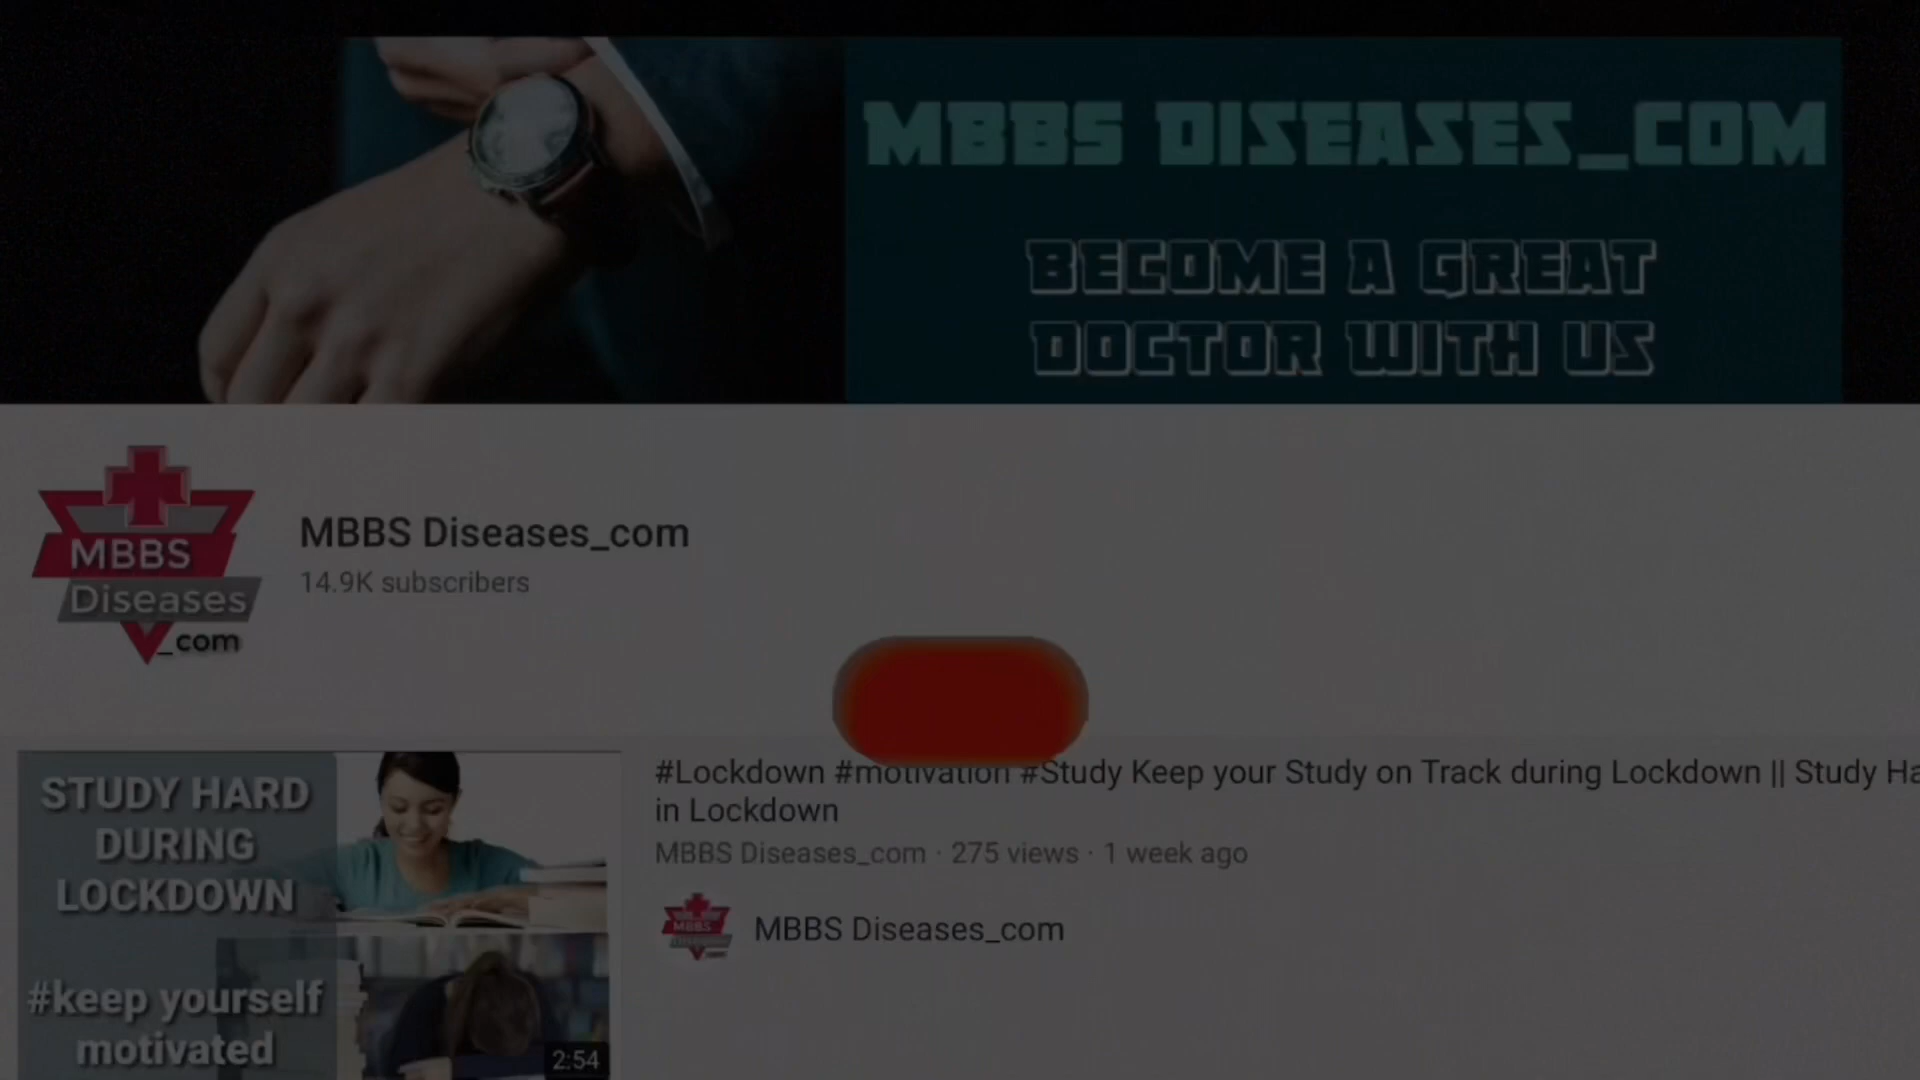 MBBS DISEASES_COM
BECOME A GREAT
DOCTOR WITH US
MBBS
Diseases
_com
MBBS Diseases_com
14.9K subscribers
STUDY HARD
DURING
LOCKDOWN
#keep yourself
motivated
2:54
#Lockdown #motivation #Study Keep your Study on Track during Lockdown || Study Ha
in Lockdown
MBBS Diseases_com · 275 views · 1 week ago
MBBS
MBBS Diseases_com